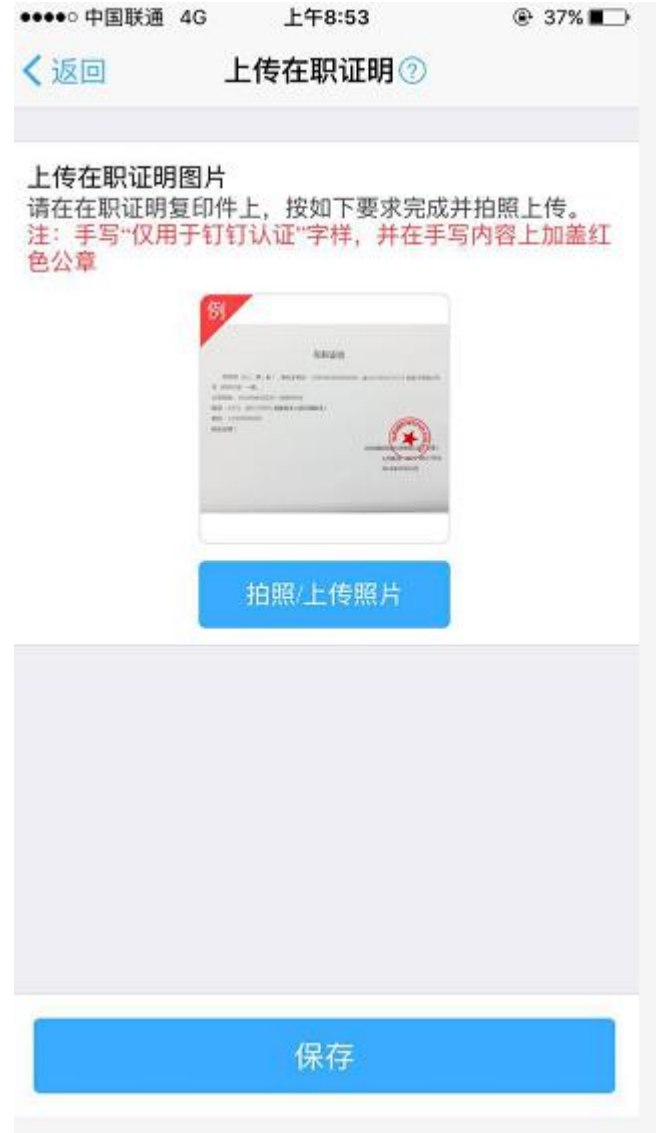 中国联通 4G 上午8:53 37%
返回 上传在职证明?
上传在职证明图片
请在在职证明复印件上，按如下要求完成并拍照上传。
注：手写“仅用于钉钉认证”字样，并在手写内容上加盖红
色公章
例
拍照/上传照片
保存